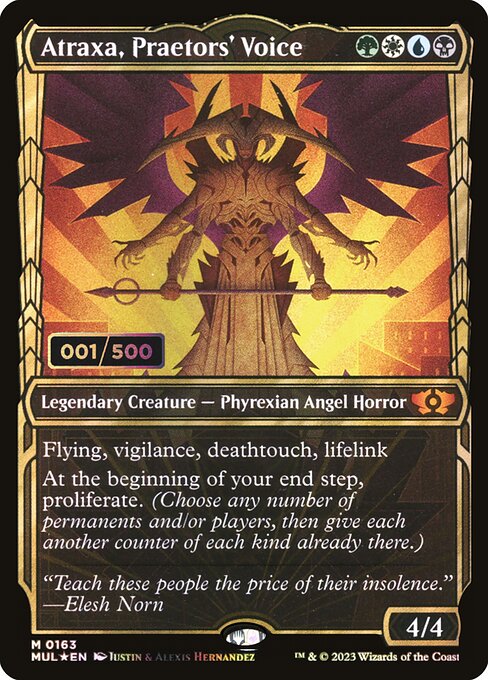 Atraxa, Praetors' Voice
001/500
Legendary Creature — Phyrexian Angel Horror
Flying, vigilance, deathtouch, lifelink
At the beginning of your end step,
proliferate. (Choose any number of
permanents and/or players, then give each
another counter of each kind already there.)
“Teach these people the price of their insolence.”
—Elesh Norn
4/4
M 0163
MUL★EN Justin & Alexis Hernandez
™ & © 2023 Wizards of the Coast